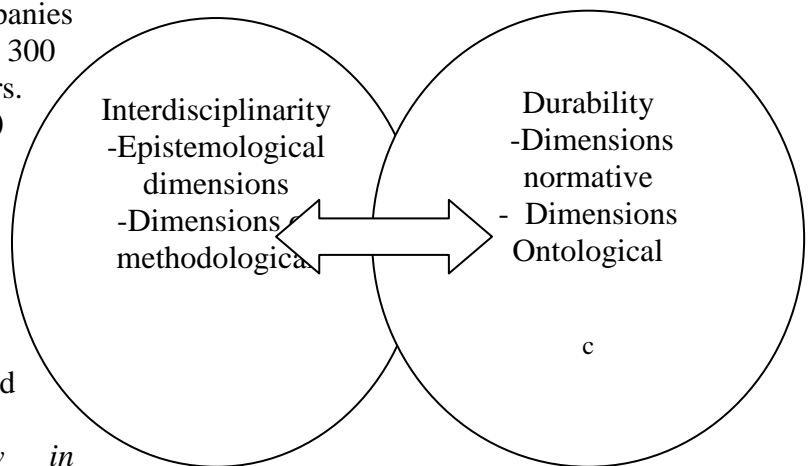 panies
300
rs.
)
d
in
Interdisciplinarity
-Epistemological
dimensions
-Dimensions
methodologica
Durability
-Dimensions
normative
- Dimensions
Ontological
c